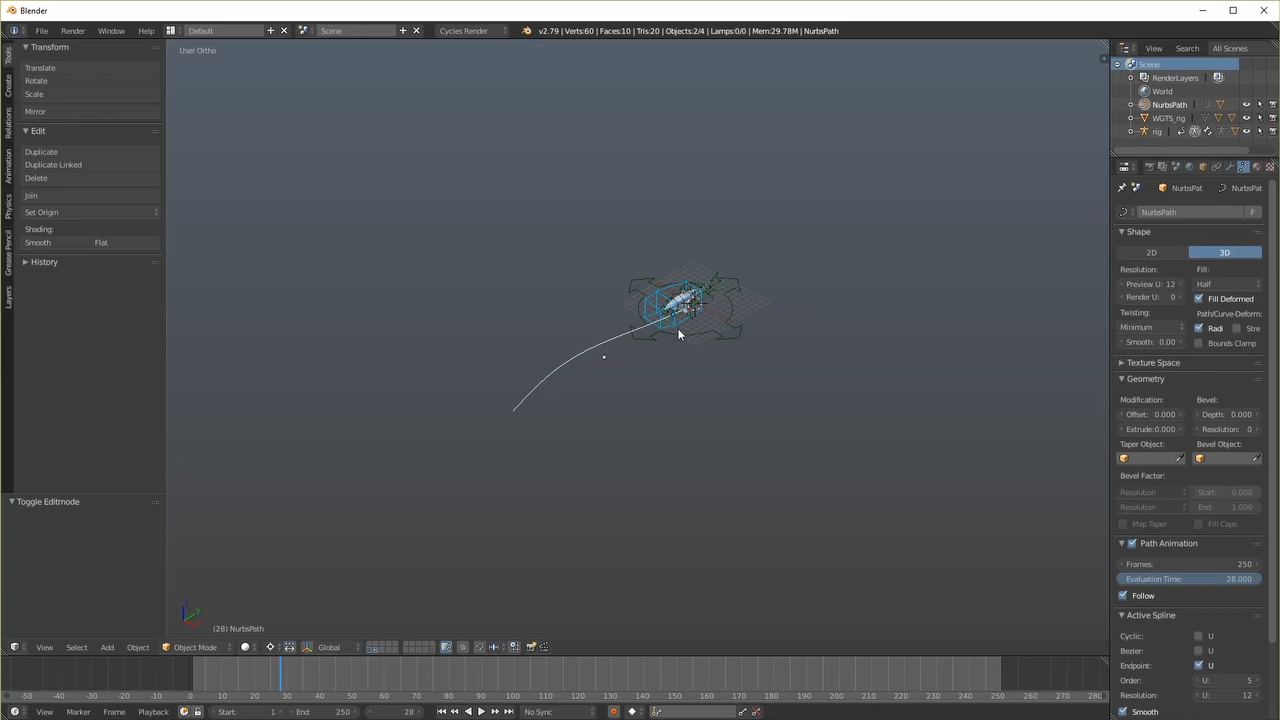 Blender
File Render Window Help Default Scene Cycles Render v2.79 | Verts:60 | Faces:10 | Tris:20 | Objects:2/4 | Lamps:0/0 | Mem:29.78M | NurbsPath
Tools
Create
Relations
Animation
Physics
Grease Pencil
Layers
Transform
Translate
Rotate
Scale
Mirror
Edit
Duplicate
Duplicate Linked
Delete
Join
Set Origin
Shading:
Smooth Flat
History
Toggle Editmode
User Ortho
(28) NurbsPath
View Search All Scenes
Scene
RenderLayers
World
NurbsPath
WGTS_rig
rig
NurbsPat NurbsPat
NurbsPath F
Shape
2D 3D
Resolution: Fill:
Preview U: 12 Half
Render U: 0 Fill Deformed
Twisting: Path/Curve-Deform:
Minimum Radi Stre
Smooth: 0.00 Bounds Clamp
Texture Space
Geometry
Modification: Bevel:
Offset: 0.000 Depth: 0.000
Extrude:0.000 Resolution: 0
Taper Object: Bevel Object:
Bevel Factor:
Resolution Start: 0.000
Resolution End: 1.000
Map Taper Fill Caps
Path Animation
Frames: 250
Evaluation Time: 28.000
Follow
Active Spline
Cyclic: U
Bezier: U
Endpoint: U
Order: U: 5
Resolution: U: 12
Smooth
View Select Add Object Object Mode Global
-50 -40 -30 -20 -10 0 10 20 30 40 50 60 70 80 90 100 110 120 130 140 150 160 170 180 190 200 210 220 230 240 250 260 270 280
View Marker Frame Playback Start: 1 End: 250 28 No Sync